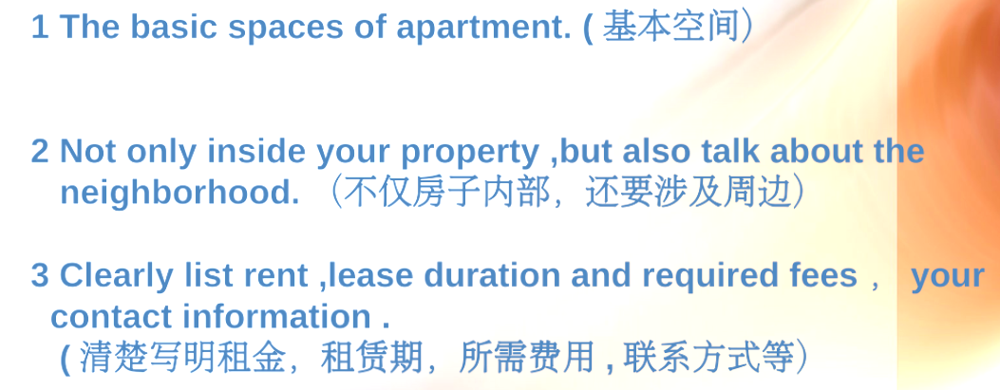 1 The basic spaces of apartment. ( 基本空间）
2 Not only inside your property ,but also talk about the
neighborhood. （不仅房子内部，还要涉及周边）
3 Clearly list rent ,lease duration and required fees ， your
contact information .
( 清楚写明租金，租赁期，所需费用 , 联系方式等）